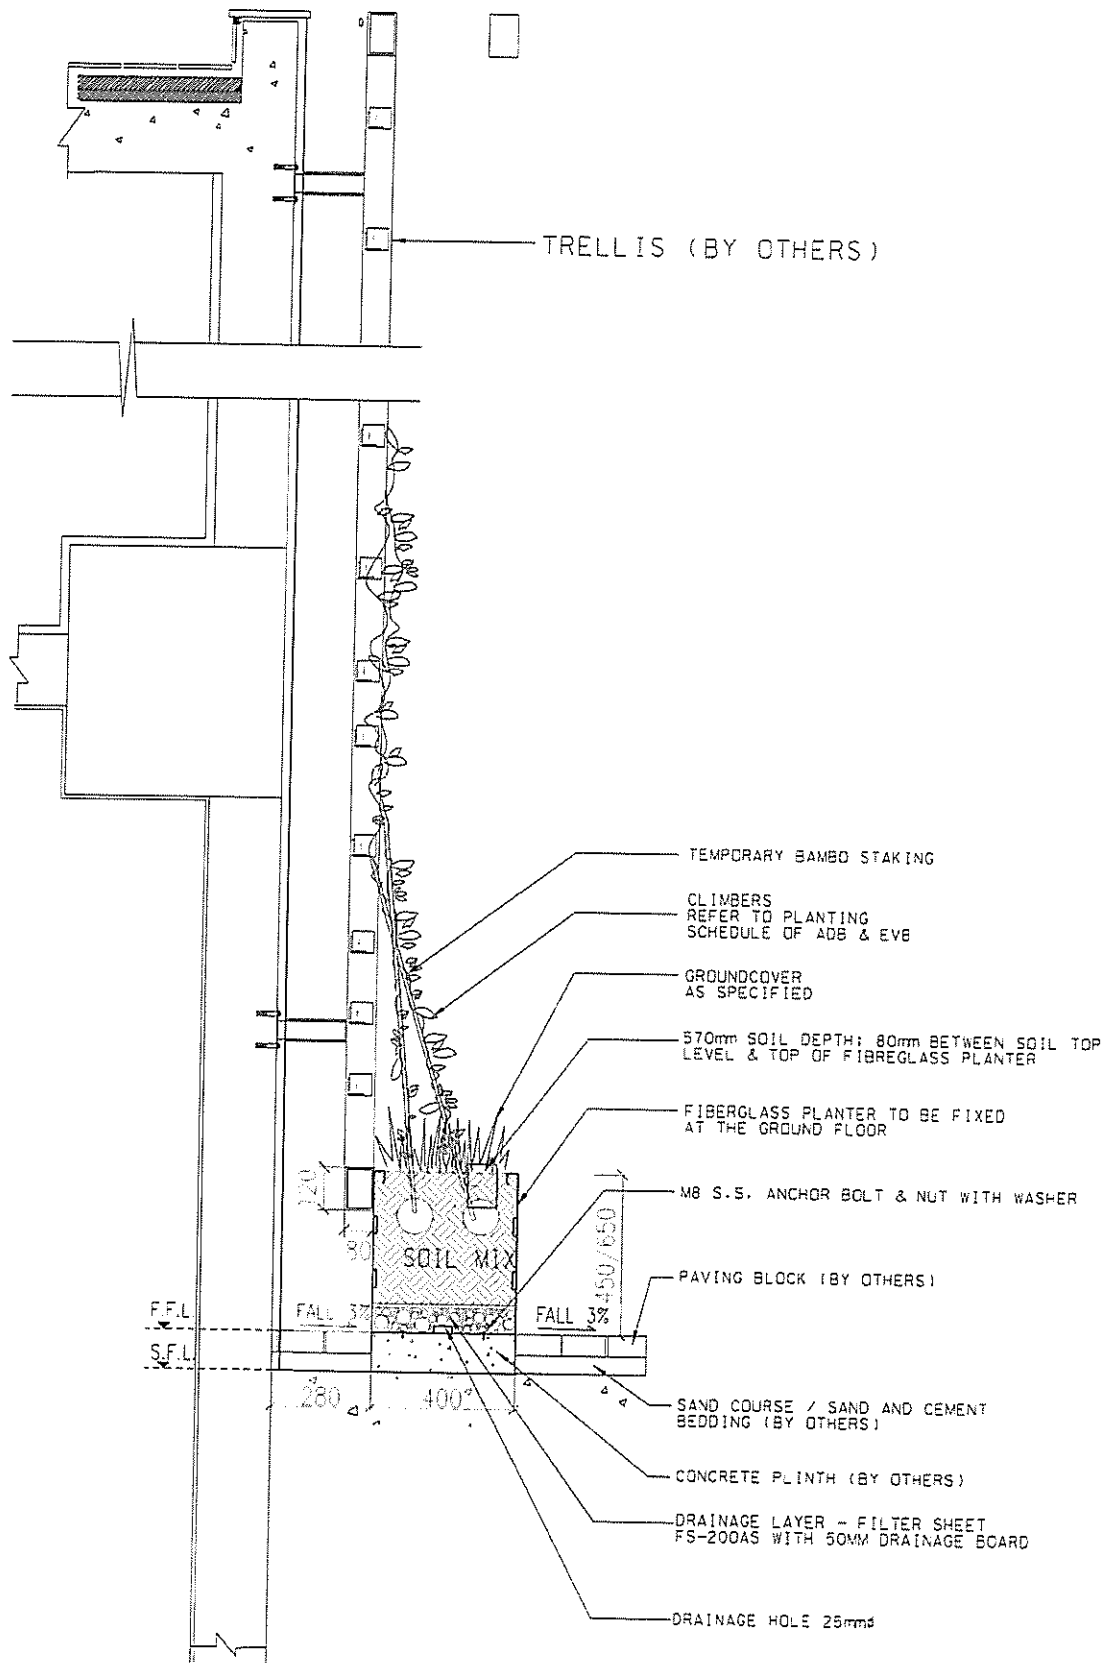 TRELLIS (BY OTHERS)
TEMPORARY BAMBO STAKING
CLIMBERS
REFER TO PLANTING
SCHEDULE OF ADB & EVB
GROUNDCOVER
AS SPECIFIED
570mm SOIL DEPTH; 80mm BETWEEN SOIL TOP
LEVEL & TOP OF FIBREGLASS PLANTER
FIBERGLASS PLANTER TO BE FIXED
AT THE GROUND FLOOR
M8 S.S. ANCHOR BOLT & NUT WITH WASHER
120
80
SOIL MIX
450/650
PAVING BLOCK (BY OTHERS)
F.F.L.
FALL 3%
FALL 3%
S.F.L.
280
400
SAND COURSE / SAND AND CEMENT
BEDDING (BY OTHERS)
CONCRETE PLINTH (BY OTHERS)
DRAINAGE LAYER - FILTER SHEET
FS-200AS WITH 50MM DRAINAGE BOARD
DRAINAGE HOLE 25mmø